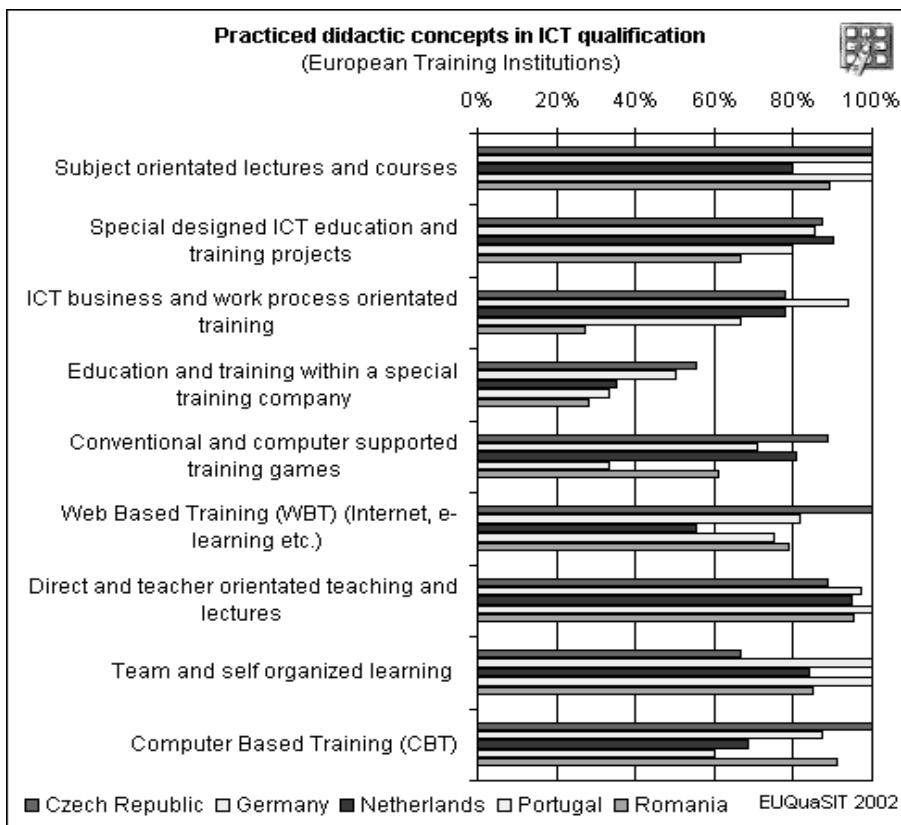 Practiced didactic concepts in ICT qualification
(European Training Institutions)
0% 20% 40% 60% 80% 100%
Subject orientated lectures and courses
Special designed ICT education and
training projects
ICT business and work process orientated
training
Education and training within a special
training company
Conventional and computer supported
training games
Web Based Training (WBT) (Internet, e-
learning etc.)
Direct and teacher orientated teaching and
lectures
Team and self organized learning
Computer Based Training (CBT)
Czech Republic Germany Netherlands Portugal Romania EUQuaSIT 2002